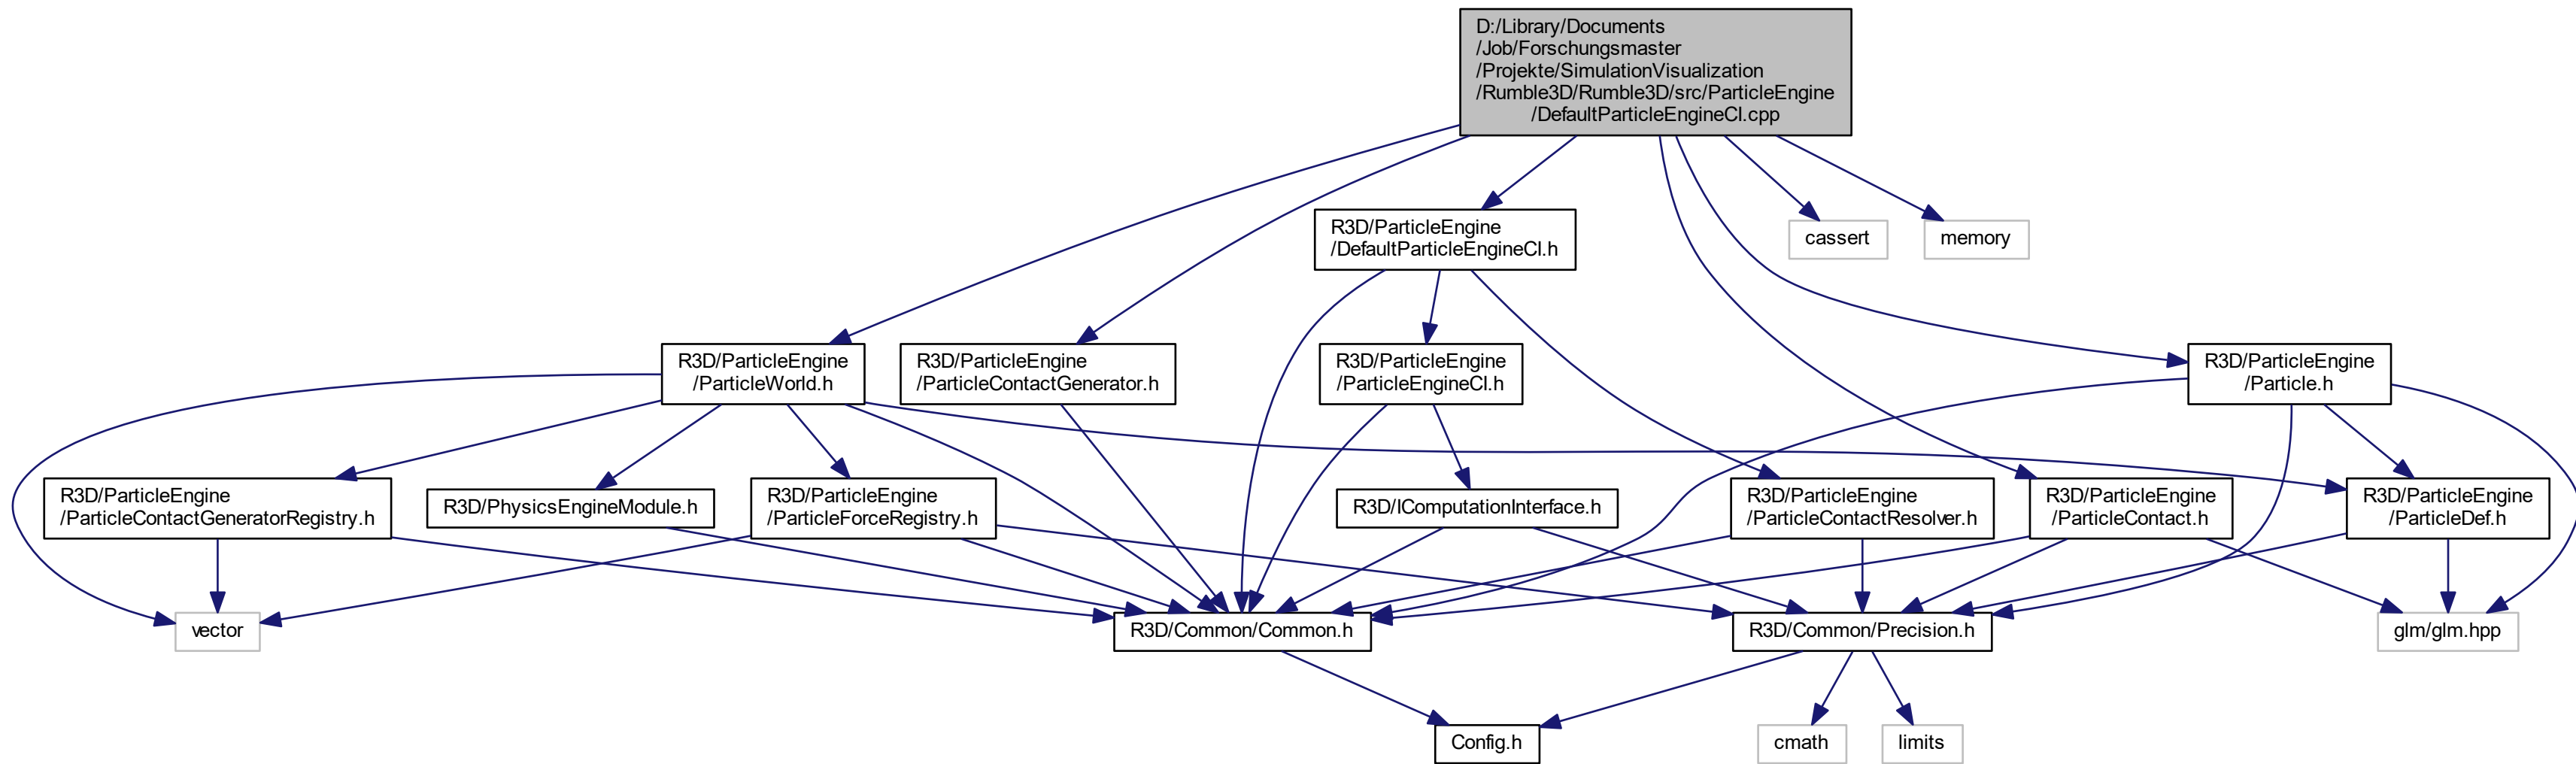 D:/Library/Documents
/Job/Forschungsmaster
/Projekte/SimulationVisualization
/Rumble3D/Rumble3D/src/ParticleEngine
/DefaultParticleEngineCI.cpp
R3D/ParticleEngine
/DefaultParticleEngineCI.h
cassert
memory
R3D/ParticleEngine
/ParticleWorld.h
R3D/ParticleEngine
/ParticleContactGenerator.h
R3D/ParticleEngine
/ParticleEngineCI.h
R3D/ParticleEngine
/Particle.h
R3D/ParticleEngine
/ParticleContactGeneratorRegistry.h
R3D/PhysicsEngineModule.h
R3D/ParticleEngine
/ParticleForceRegistry.h
R3D/IComputationInterface.h
R3D/ParticleEngine
/ParticleContactResolver.h
R3D/ParticleEngine
/ParticleContact.h
R3D/ParticleEngine
/ParticleDef.h
vector
R3D/Common/Common.h
R3D/Common/Precision.h
glm/glm.hpp
Config.h
cmath
limits